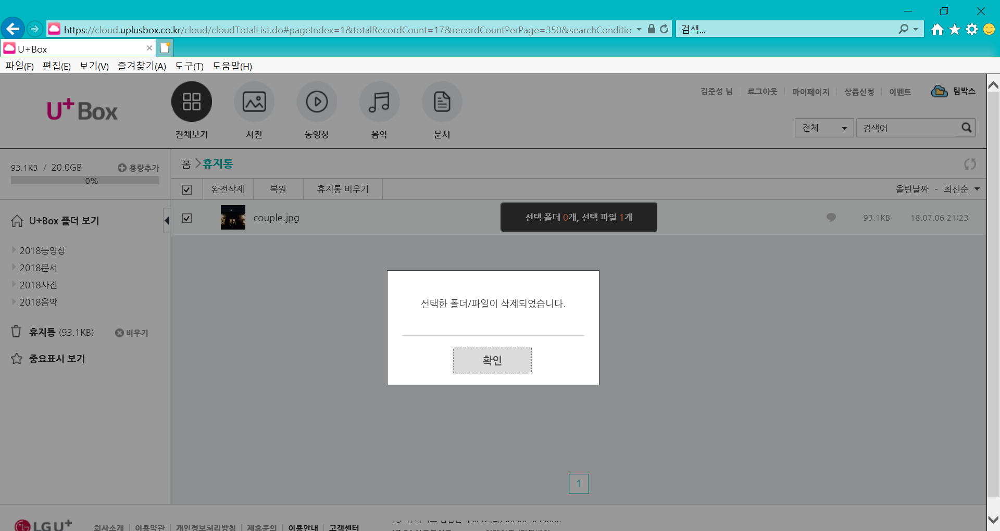 https://cloud.uplusbox.co.kr/cloud/cloudTotalList.do#pageIndex=1&totalRecordCount=17&recordCountPerPage=350&searchConditio
검색...
U+Box
파일(F) 편집(E) 보기(V) 즐겨찾기(A) 도구(T) 도움말(H)
U+ Box
전체보기 사진 동영상 음악 문서
김준성 님 로그아웃 마이페이지 상품신청 이벤트 팀박스
전체 검색어
93.1KB / 20.0GB 용량추가
0%
홈 휴지통
완전삭제 복원 휴지통 비우기 올린날짜 - 최신순
couple.jpg 선택 폴더 0개, 선택 파일 1개 93.1KB 18.07.06 21:23
U+Box 폴더 보기
2018동영상
2018문서
2018사진
2018음악
휴지통 (93.1KB) 비우기
중요표시 보기
선택한 폴더/파일이 삭제되었습니다.
확인
1
LG U+ 회사소개 이용약관 개인정보처리방침 제휴문의 이용안내 고객센터